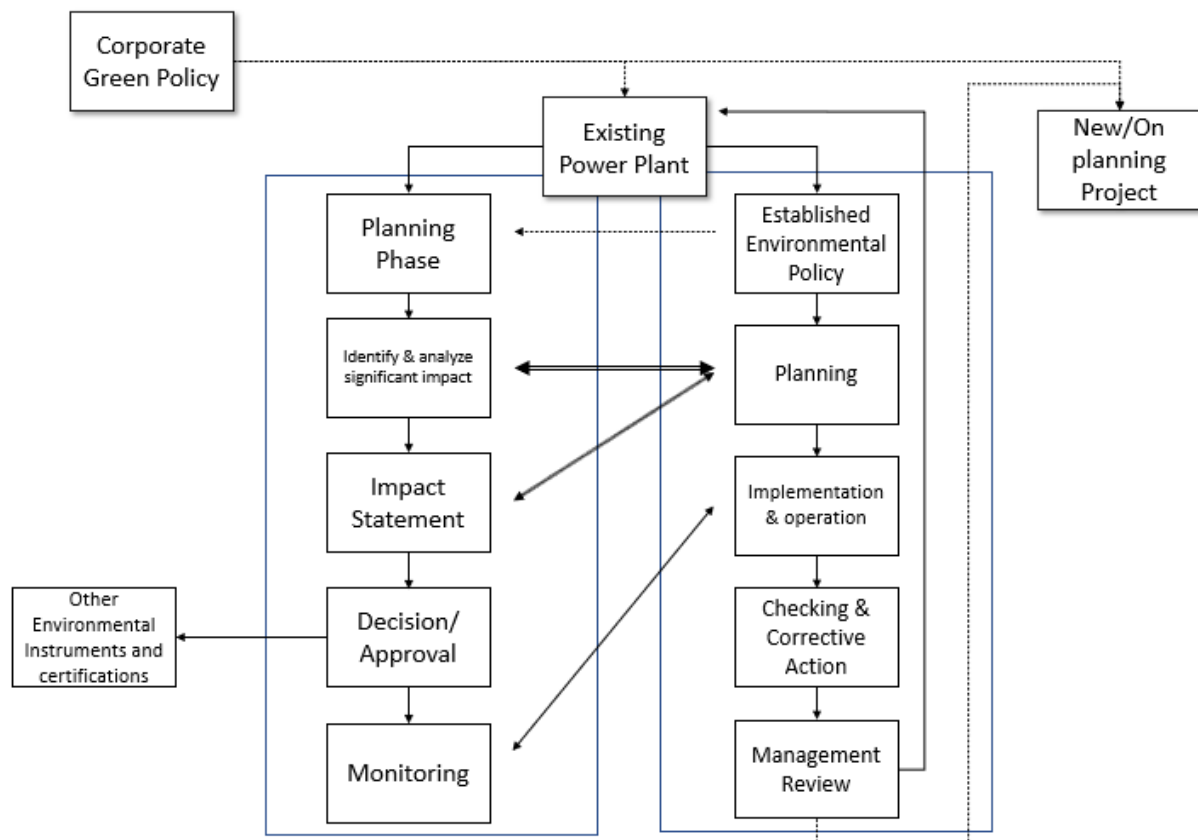 Corporate
Green Policy
Existing
Power Plant
New/On
planning
Project
Planning
Phase
Established
Environmental
Policy
Identify & analyze
significant impact
Planning
Impact
Statement
Implementation
& operation
Other
Environmental
Instruments and
certifications
Decision/
Approval
Checking &
Corrective
Action
Monitoring
Management
Review